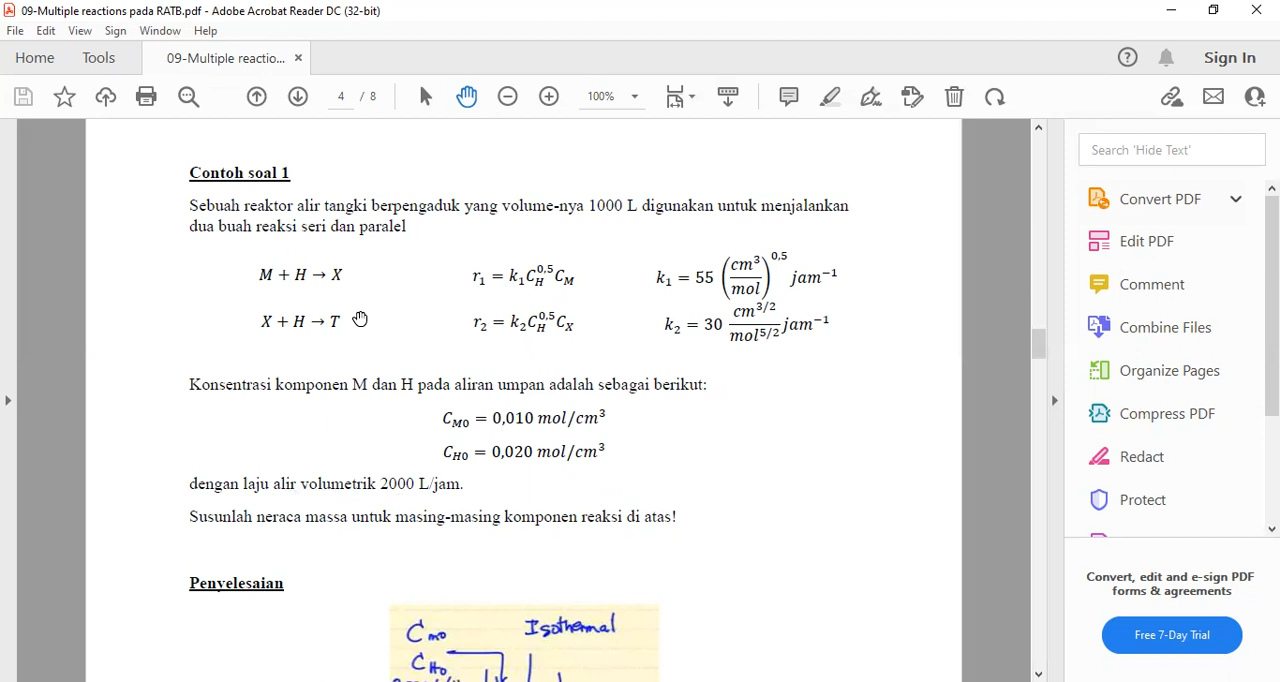 09-Multiple reactions pada RATB.pdf - Adobe Acrobat Reader DC (32-bit)
File Edit View Sign Window Help
Home Tools 09-Multiple reactio... × Sign In
4 / 8 100%
Contoh soal 1
Sebuah reaktor alir tangki berpengaduk yang volume-nya 1000 L digunakan untuk menjalankan
dua buah reaksi seri dan paralel
M + H → X r₁ = k₁C_H^0,5 C_M k₁ = 55 (cm³/mol)^0,5 jam⁻¹
X + H → T r₂ = k₂C_H^0,5 C_X k₂ = 30 cm^3/2/mol^5/2 jam⁻¹
Konsentrasi komponen M dan H pada aliran umpan adalah sebagai berikut:
C_M0 = 0,010 mol/cm³
C_H0 = 0,020 mol/cm³
dengan laju alir volumetrik 2000 L/jam.
Susunlah neraca massa untuk masing-masing komponen reaksi di atas!
Penyelesaian
C_m0 Isothermal
C_H0
Search 'Hide Text'
Convert PDF
Edit PDF
Comment
Combine Files
Organize Pages
Compress PDF
Redact
Protect
Convert, edit and e-sign PDF
forms & agreements
Free 7-Day Trial